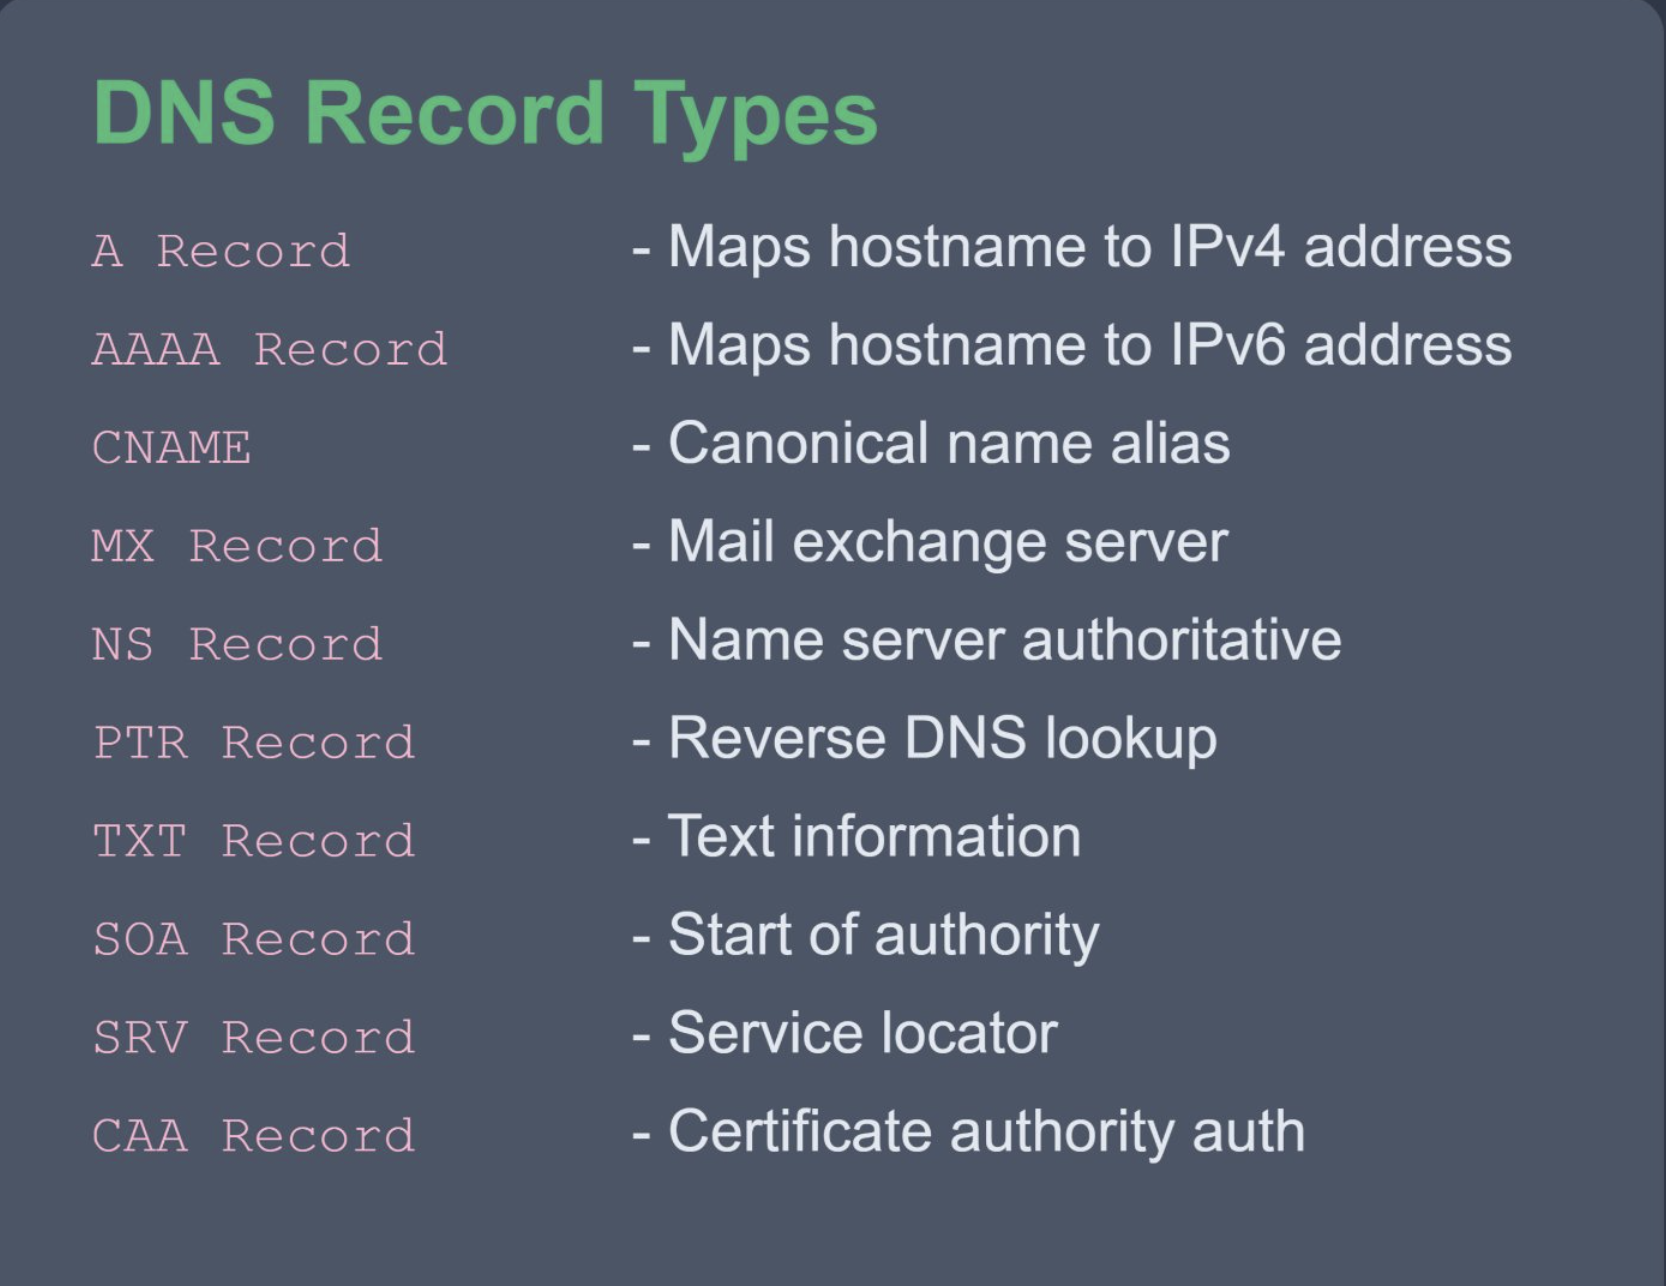 DNS Record Types
A Record - Maps hostname to IPv4 address
AAAA Record - Maps hostname to IPv6 address
CNAME - Canonical name alias
MX Record - Mail exchange server
NS Record - Name server authoritative
PTR Record - Reverse DNS lookup
TXT Record - Text information
SOA Record - Start of authority
SRV Record - Service locator
CAA Record - Certificate authority auth